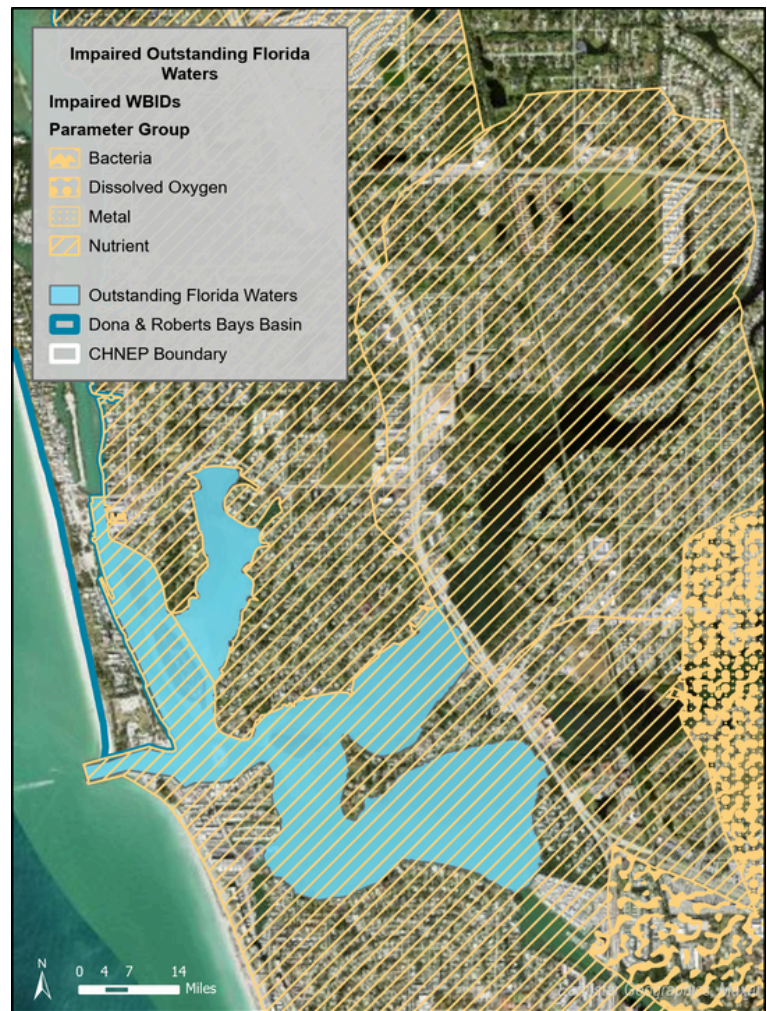 Impaired Outstanding Florida
Waters
Impaired WBIDs
Parameter Group
Bacteria
Dissolved Oxygen
Metal
Nutrient
Outstanding Florida Waters
Dona & Roberts Bays Basin
CHNEP Boundary
N
0 4 7 14
Miles